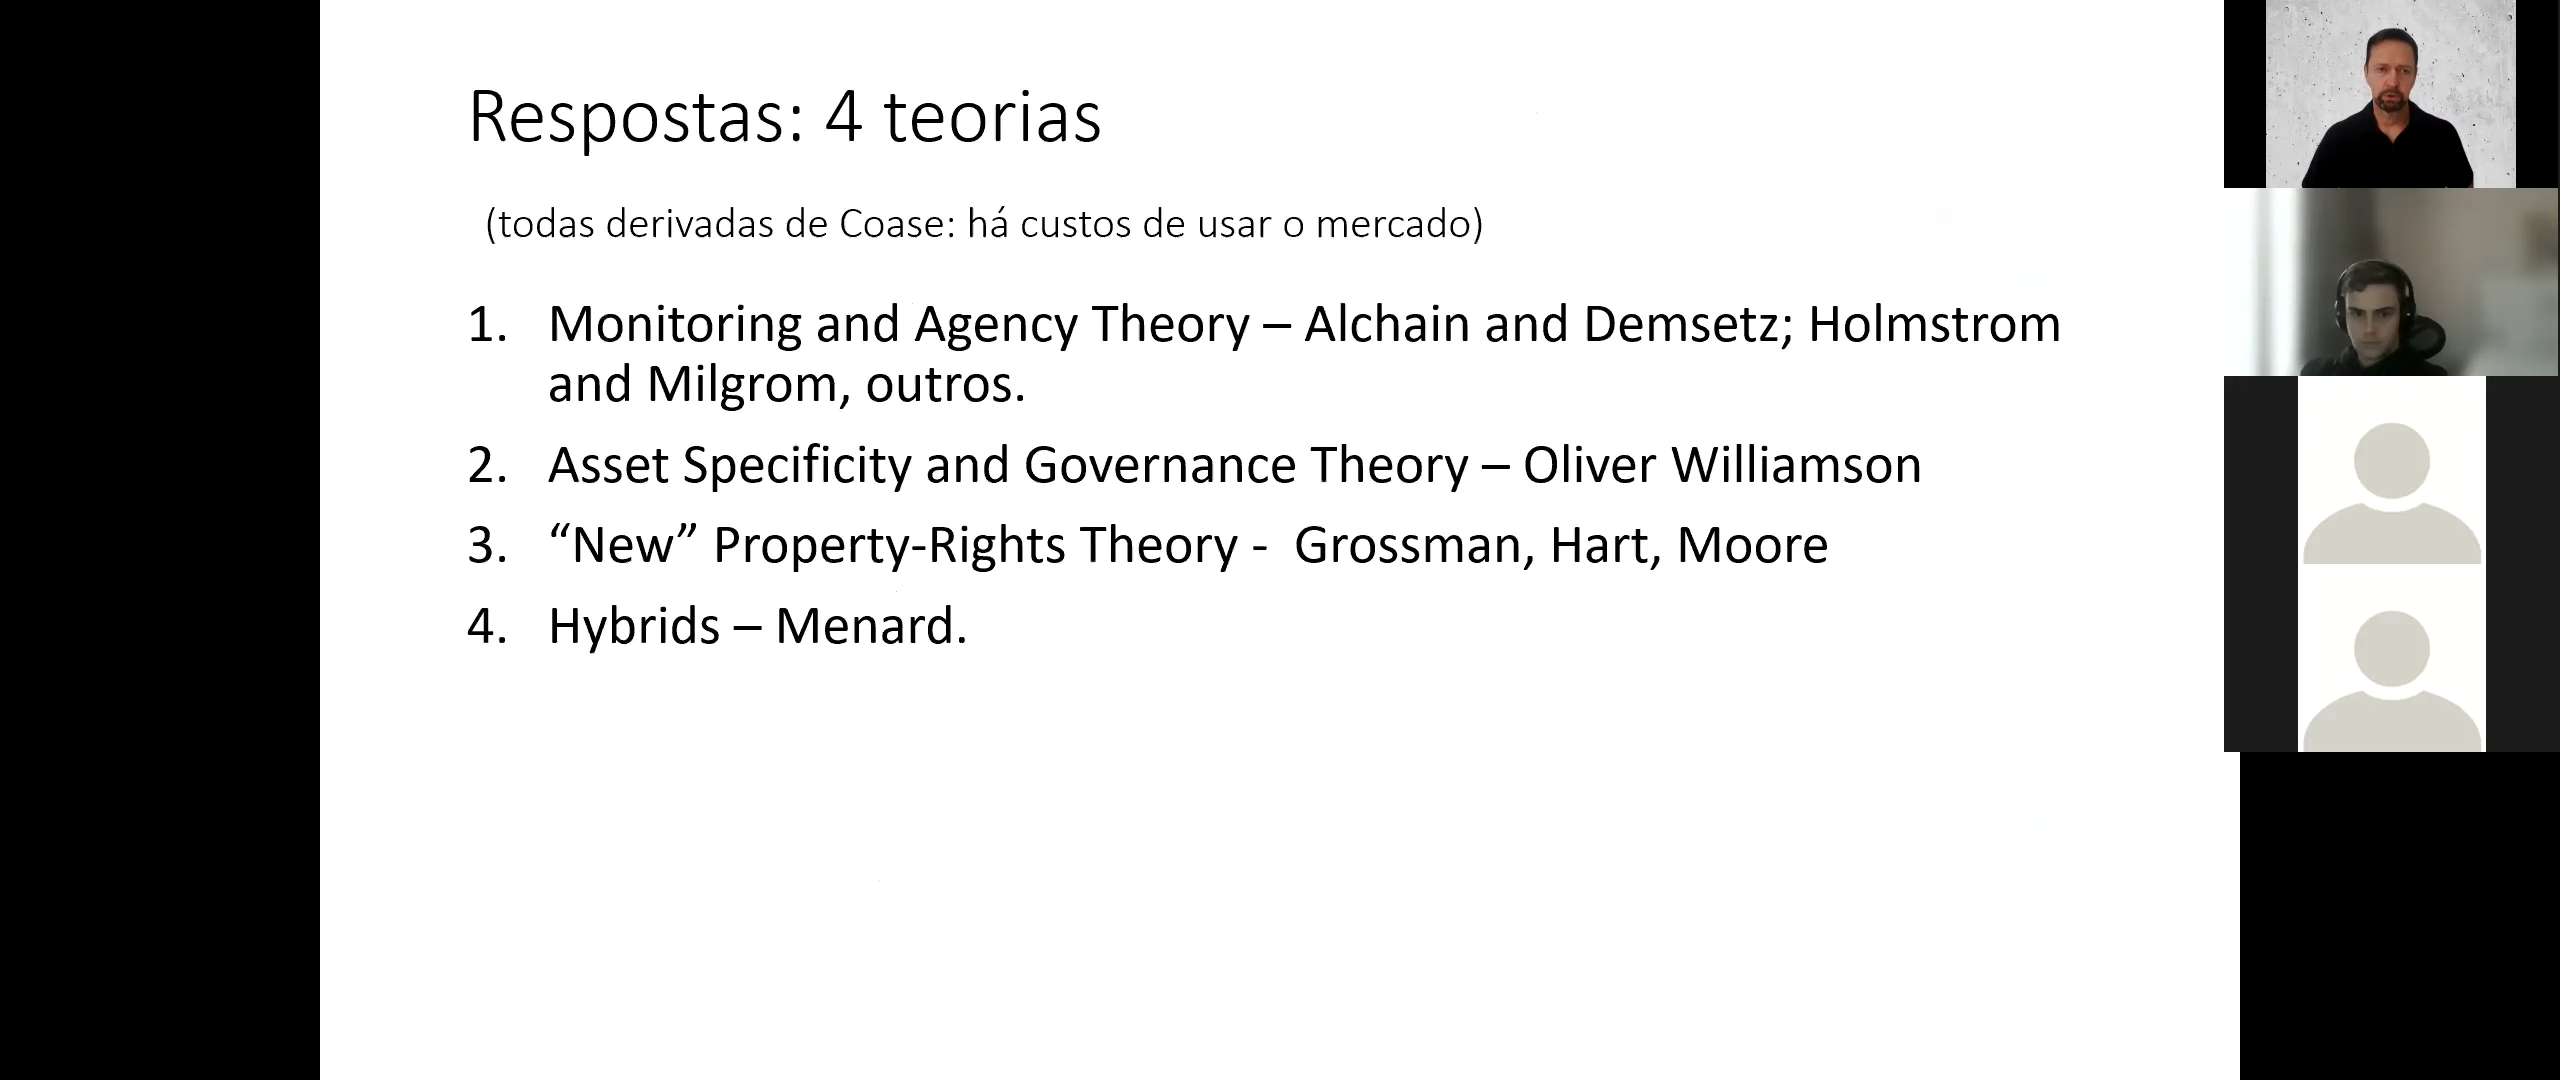 Respostas: 4 teorias
(todas derivadas de Coase: há custos de usar o mercado)
1. Monitoring and Agency Theory – Alchain and Demsetz; Holmstrom
and Milgrom, outros.
2. Asset Specificity and Governance Theory – Oliver Williamson
3. “New” Property-Rights Theory - Grossman, Hart, Moore
4. Hybrids – Menard.